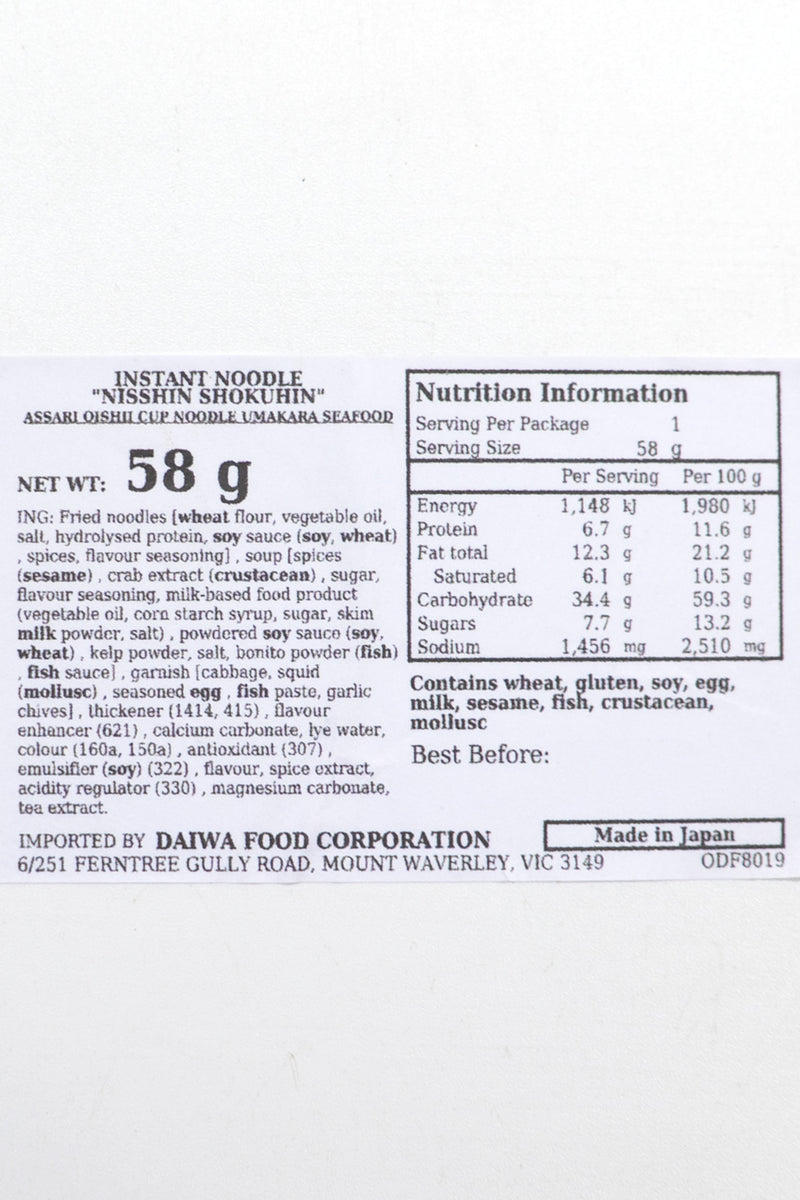 INSTANT NOODLE
"NISSHIN SHOKUHIN"
ASSARI OISHII CUP NOODLE UMAKARA SEAFOOD
NET WT: 58 g
ING: Fried noodles [wheat flour, vegetable oil,
salt, hydrolysed protein, soy sauce (soy, wheat)
, spices, flavour seasoning] , soup [spices
(sesame) , crab extract (crustacean) , sugar,
flavour seasoning, milk-based food product
(vegetable oil, corn starch syrup, sugar, skim
milk powder, salt) , powdered soy sauce (soy,
wheat) , kelp powder, salt, bonito powder (fish)
, fish sauce] , garnish [cabbage, squid
(mollusc) , seasoned egg , fish paste, garlic
chives] , thickener (1414, 415) , flavour
enhancer (621) , calcium carbonate, lye water,
colour (160a, 150a) , antioxidant (307) ,
emulsifier (soy) (322) , flavour, spice extract,
acidity regulator (330) , magnesium carbonate,
tea extract.
Nutrition Information
Serving Per Package 1
Serving Size 58 g
Per Serving Per 100 g
Energy 1,148 kJ 1,980 kJ
Protein 6.7 g 11.6 g
Fat total 12.3 g 21.2 g
Saturated 6.1 g 10.5 g
Carbohydrate 34.4 g 59.3 g
Sugars 7.7 g 13.2 g
Sodium 1,456 mg 2,510 mg
Contains wheat, gluten, soy, egg,
milk, sesame, fish, crustacean,
mollusc
Best Before:
IMPORTED BY DAIWA FOOD CORPORATION
6/251 FERNTREE GULLY ROAD, MOUNT WAVERLEY, VIC 3149
Made in Japan
ODF8019